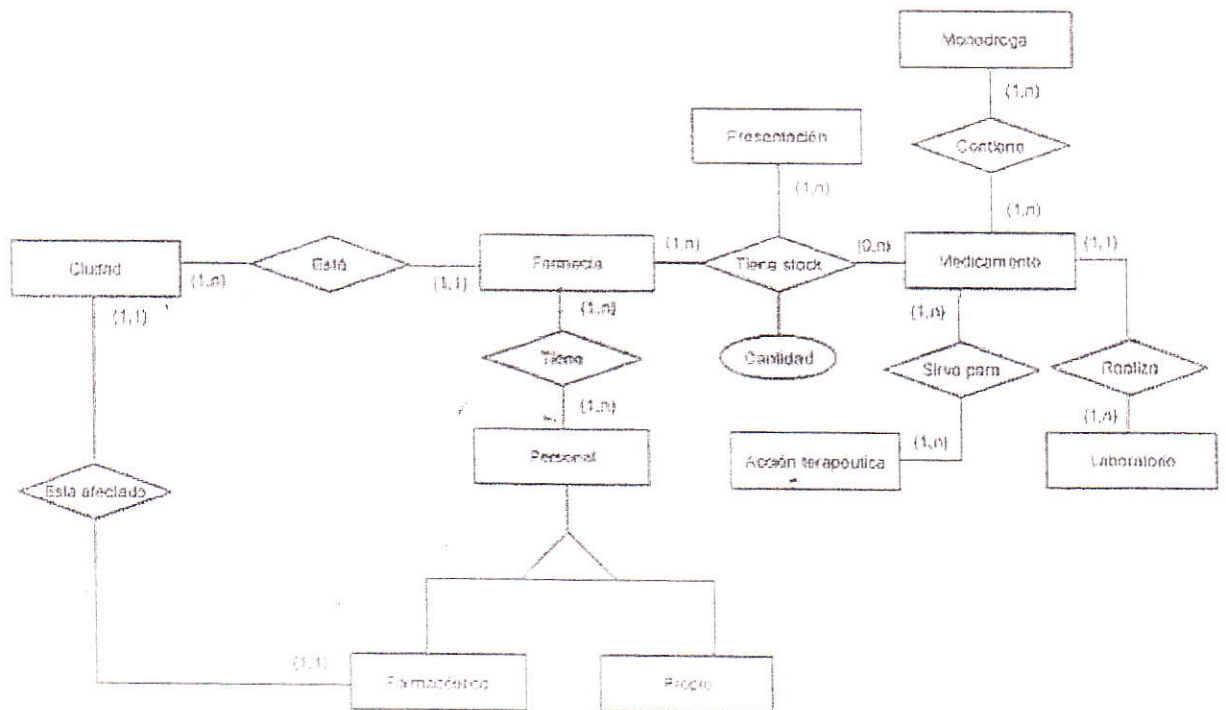 Monodroga
(1,n)
Presentación
Contiene
(1,n)
(1,n)
Ciudad
(1,n)
Está
(1,1)
Farmacia
(1,n)
Tiene stock
(0,n)
Medicamento
(1,1)
(1,1)
(1,n)
(1,n)
Tiene
Cantidad
Sirve para
Realiza
(1,n)
(1,n)
(1,n)
Personal
Acción terapéutica
Laboratorio
Esta afectado
(1,1)
Farmacéutico
Propio